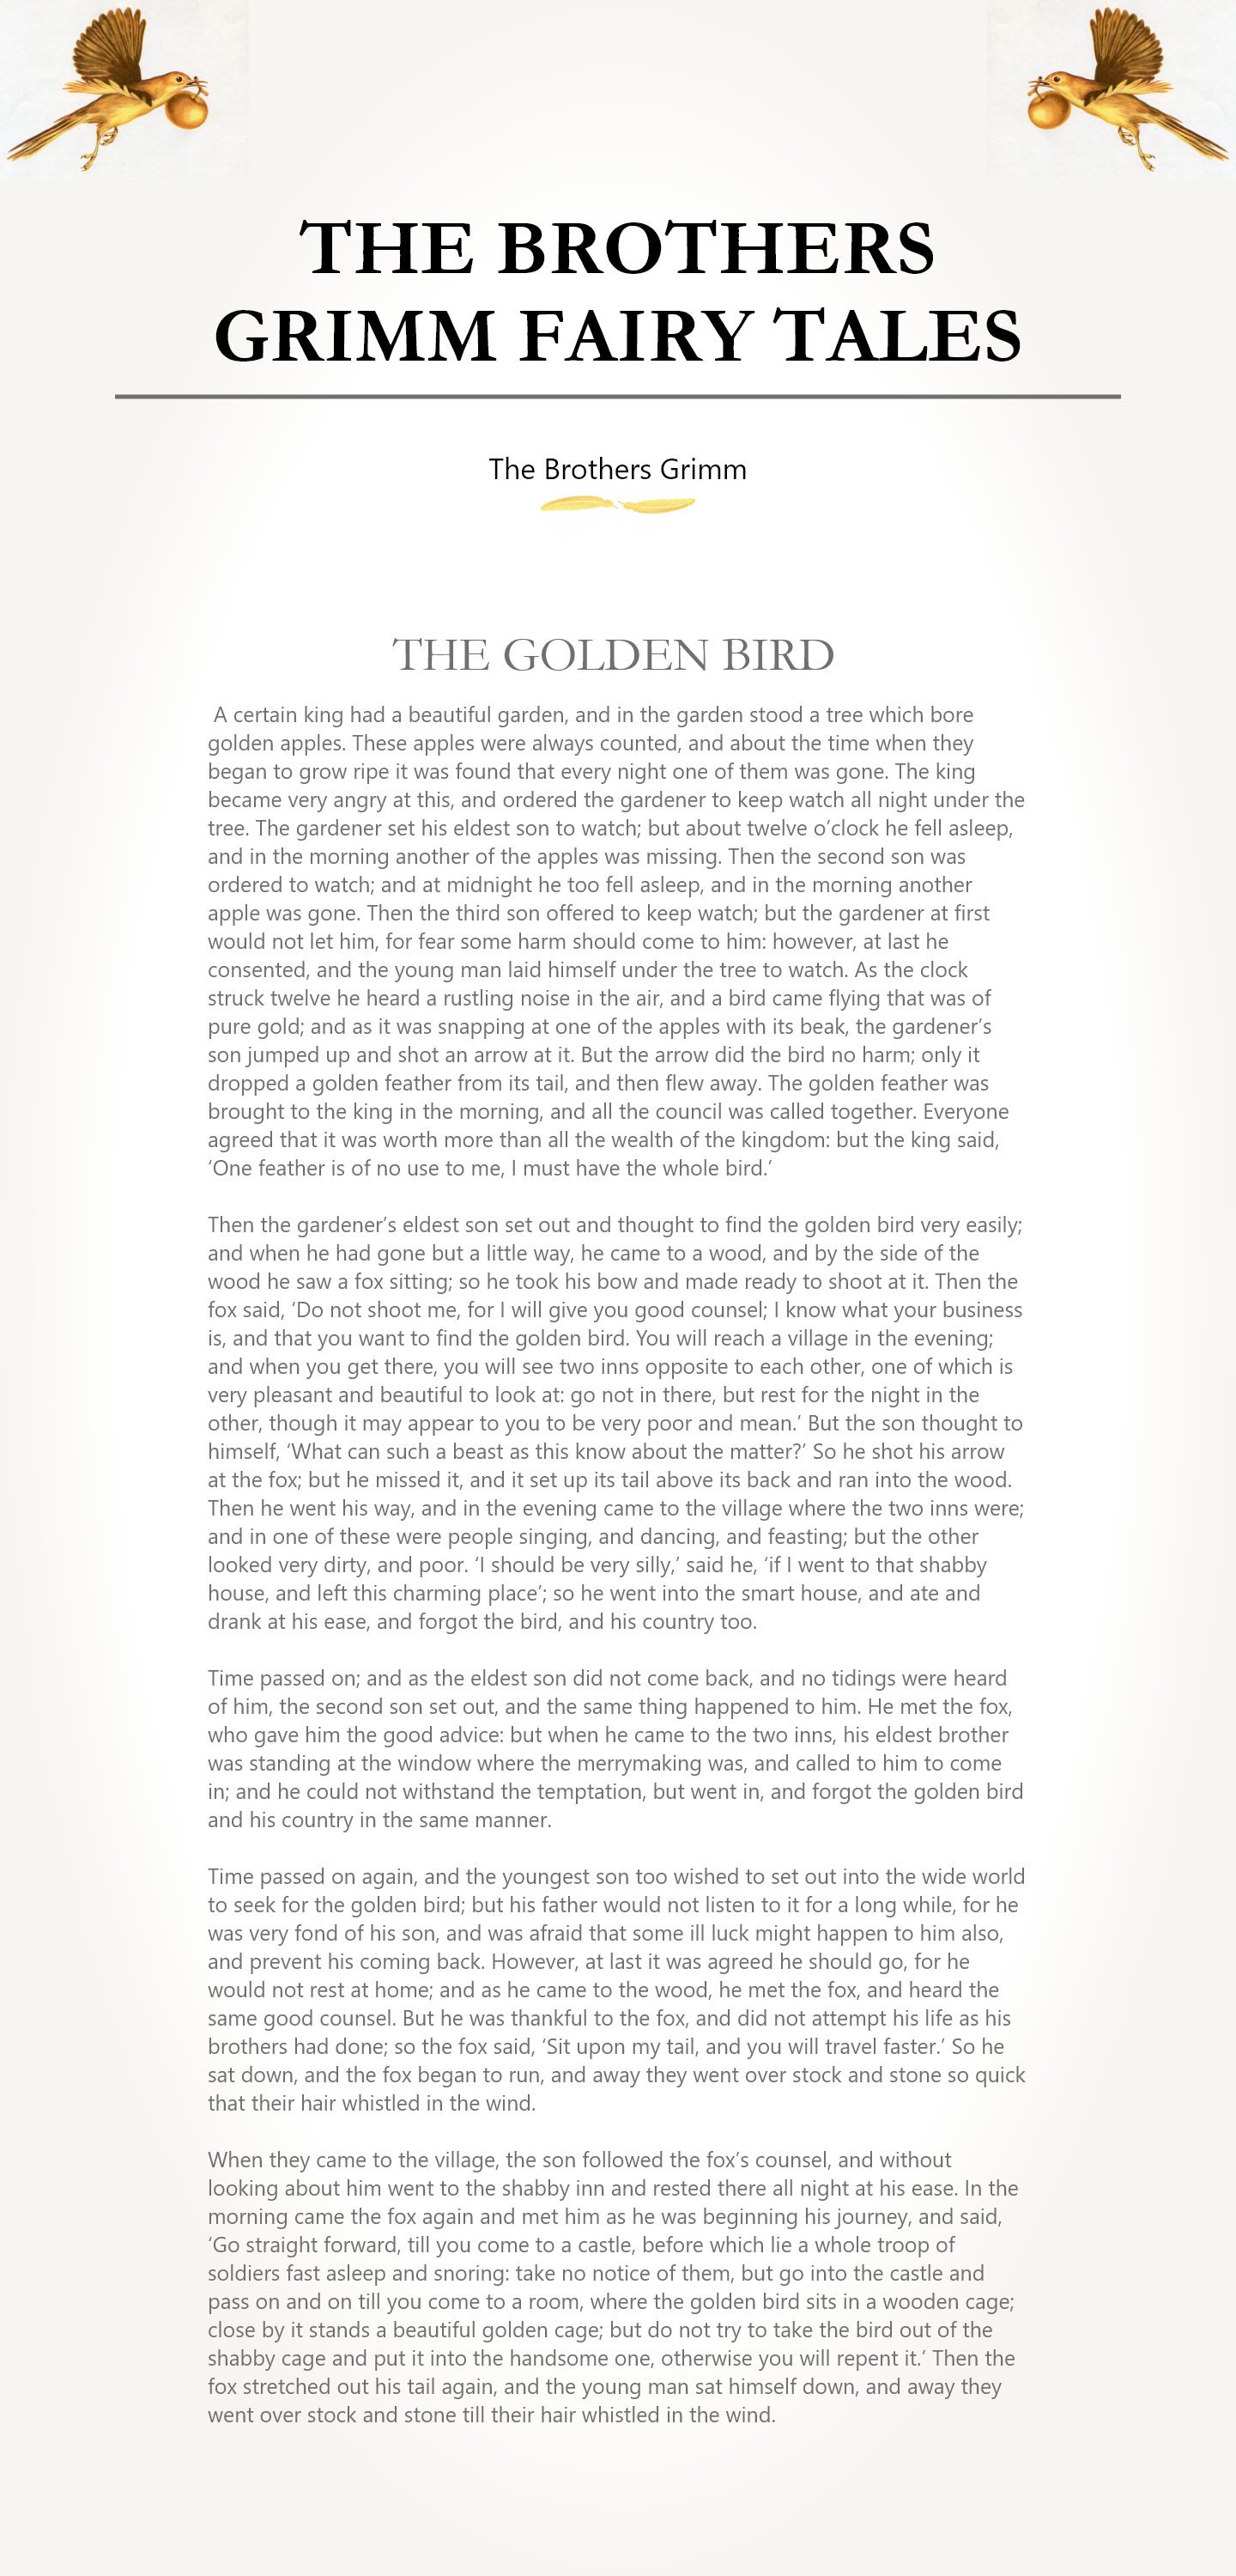 THE BROTHERS
GRIMM FAIRY TALES
The Brothers Grimm
THE GOLDEN BIRD
A certain king had a beautiful garden, and in the garden stood a tree which bore
golden apples. These apples were always counted, and about the time when they
began to grow ripe it was found that every night one of them was gone. The king
became very angry at this, and ordered the gardener to keep watch all night under the
tree. The gardener set his eldest son to watch; but about twelve o’clock he fell asleep,
and in the morning another of the apples was missing. Then the second son was
ordered to watch; and at midnight he too fell asleep, and in the morning another
apple was gone. Then the third son offered to keep watch; but the gardener at first
would not let him, for fear some harm should come to him: however, at last he
consented, and the young man laid himself under the tree to watch. As the clock
struck twelve he heard a rustling noise in the air, and a bird came flying that was of
pure gold; and as it was snapping at one of the apples with its beak, the gardener’s
son jumped up and shot an arrow at it. But the arrow did the bird no harm; only it
dropped a golden feather from its tail, and then flew away. The golden feather was
brought to the king in the morning, and all the council was called together. Everyone
agreed that it was worth more than all the wealth of the kingdom: but the king said,
‘One feather is of no use to me, I must have the whole bird.’
Then the gardener’s eldest son set out and thought to find the golden bird very easily;
and when he had gone but a little way, he came to a wood, and by the side of the
wood he saw a fox sitting; so he took his bow and made ready to shoot at it. Then the
fox said, ‘Do not shoot me, for I will give you good counsel; I know what your business
is, and that you want to find the golden bird. You will reach a village in the evening;
and when you get there, you will see two inns opposite to each other, one of which is
very pleasant and beautiful to look at: go not in there, but rest for the night in the
other, though it may appear to you to be very poor and mean.’ But the son thought to
himself, ‘What can such a beast as this know about the matter?’ So he shot his arrow
at the fox; but he missed it, and it set up its tail above its back and ran into the wood.
Then he went his way, and in the evening came to the village where the two inns were;
and in one of these were people singing, and dancing, and feasting; but the other
looked very dirty, and poor. ‘I should be very silly,’ said he, ‘if I went to that shabby
house, and left this charming place’; so he went into the smart house, and ate and
drank at his ease, and forgot the bird, and his country too.
Time passed on; and as the eldest son did not come back, and no tidings were heard
of him, the second son set out, and the same thing happened to him. He met the fox,
who gave him the good advice: but when he came to the two inns, his eldest brother
was standing at the window where the merrymaking was, and called to him to come
in; and he could not withstand the temptation, but went in, and forgot the golden bird
and his country in the same manner.
Time passed on again, and the youngest son too wished to set out into the wide world
to seek for the golden bird; but his father would not listen to it for a long while, for he
was very fond of his son, and was afraid that some ill luck might happen to him also,
and prevent his coming back. However, at last it was agreed he should go, for he
would not rest at home; and as he came to the wood, he met the fox, and heard the
same good counsel. But he was thankful to the fox, and did not attempt his life as his
brothers had done; so the fox said, ‘Sit upon my tail, and you will travel faster.’ So he
sat down, and the fox began to run, and away they went over stock and stone so quick
that their hair whistled in the wind.
When they came to the village, the son followed the fox’s counsel, and without
looking about him went to the shabby inn and rested there all night at his ease. In the
morning came the fox again and met him as he was beginning his journey, and said,
‘Go straight forward, till you come to a castle, before which lie a whole troop of
soldiers fast asleep and snoring: take no notice of them, but go into the castle and
pass on and on till you come to a room, where the golden bird sits in a wooden cage;
close by it stands a beautiful golden cage; but do not try to take the bird out of the
shabby cage and put it into the handsome one, otherwise you will repent it.’ Then the
fox stretched out his tail again, and the young man sat himself down, and away they
went over stock and stone till their hair whistled in the wind.